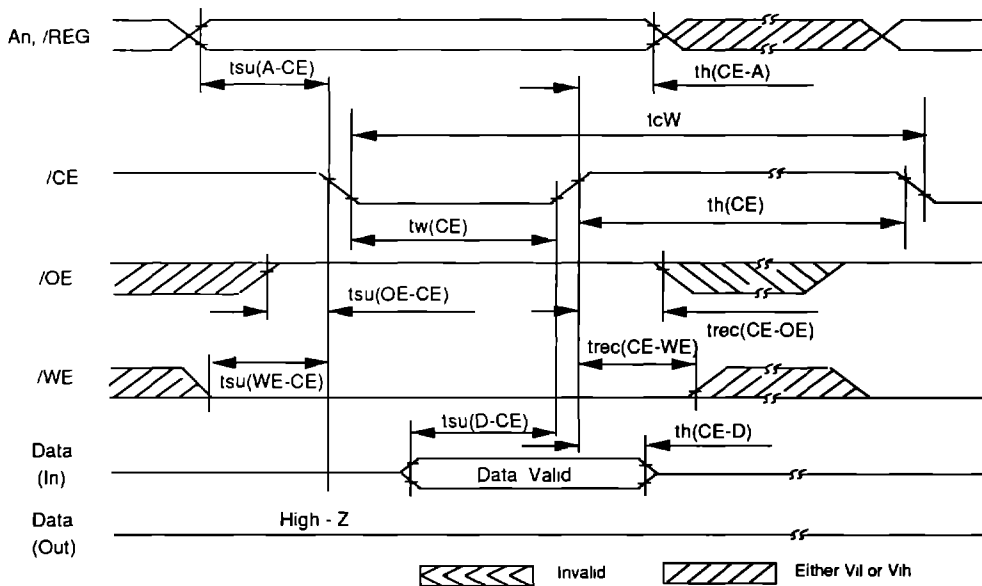 An, /REG
tsu(A-CE)
th(CE-A)
tcW
/CE
tw(CE)
th(CE)
/OE
tsu(OE-CE)
trec(CE-OE)
/WE
tsu(WE-CE)
trec(CE-WE)
tsu(D-CE)
th(CE-D)
Data
(In)
Data Valid
Data
(Out)
High - Z
Invalid
Either Vil or Vih